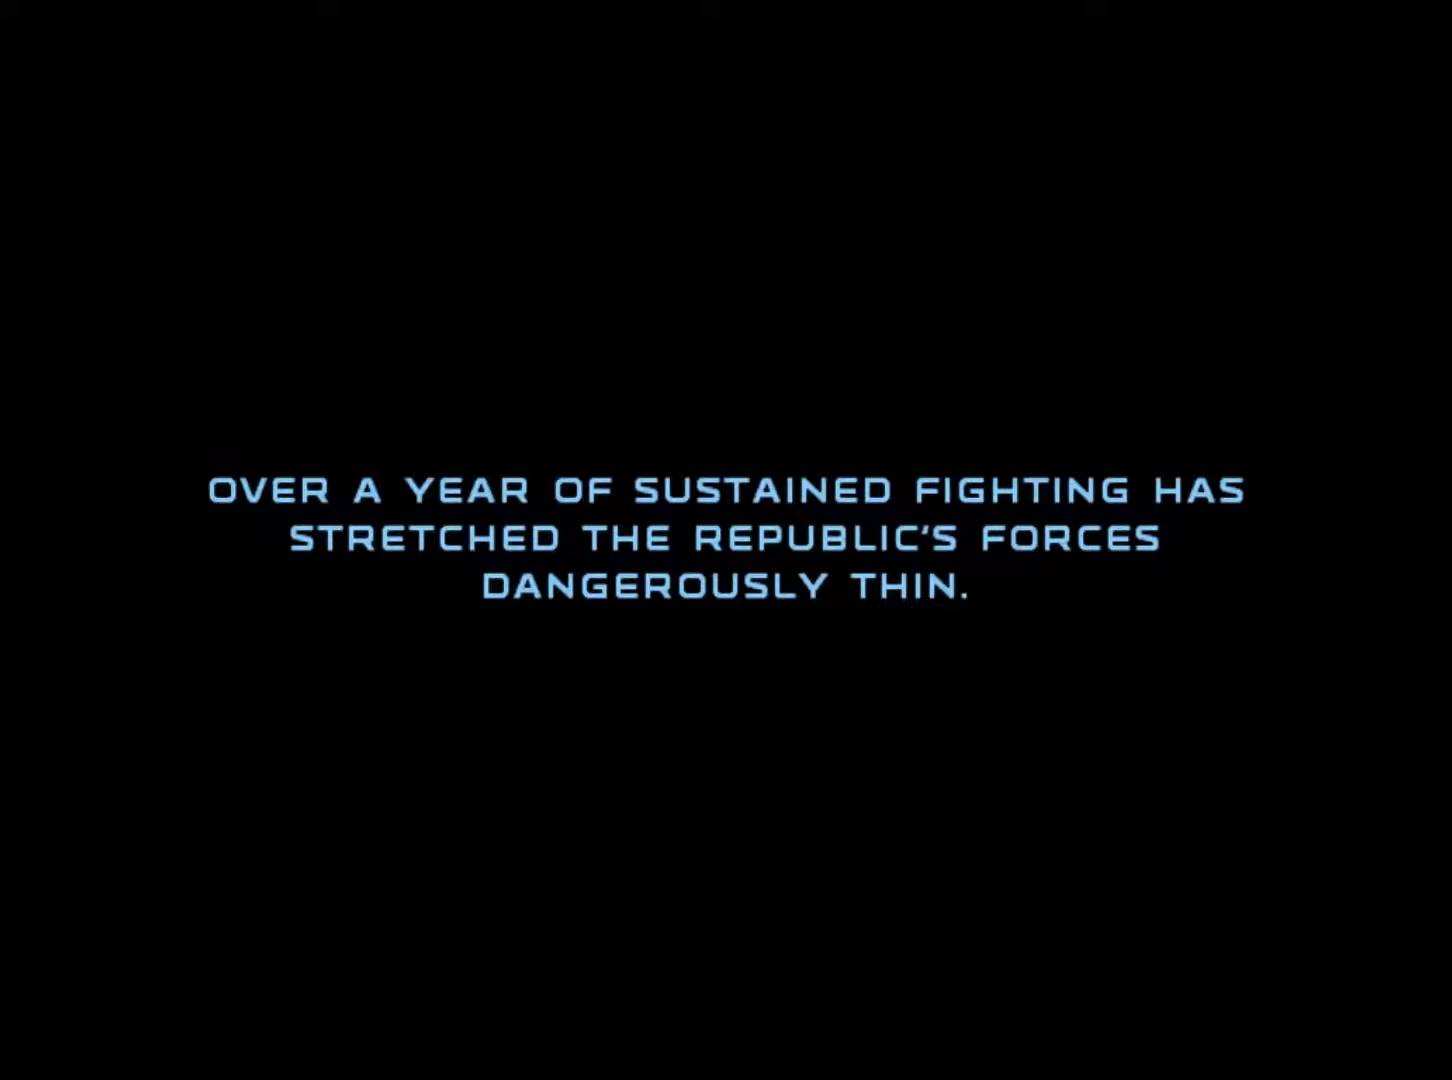 OVER A YEAR OF SUSTAINED FIGHTING HAS
STRETCHED THE REPUBLIC'S FORCES
DANGEROUSLY THIN.